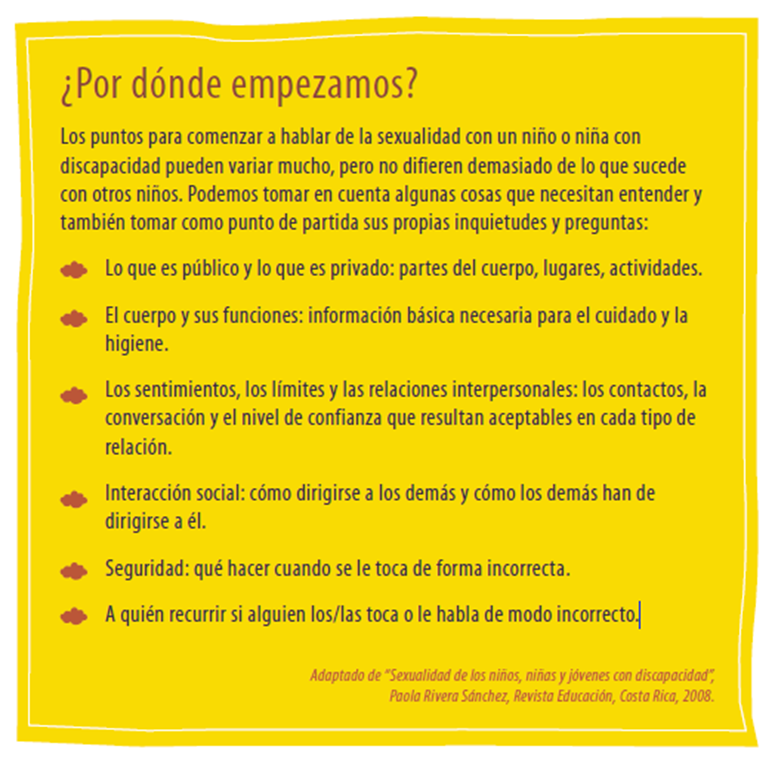 ¿Por dónde empezamos?
Los puntos para comenzar a hablar de la sexualidad con un niño o niña con
discapacidad pueden variar mucho, pero no difieren demasiado de lo que sucede
con otros niños. Podemos tomar en cuenta algunas cosas que necesitan entender y
también tomar como punto de partida sus propias inquietudes y preguntas:
Lo que es público y lo que es privado: partes del cuerpo, lugares, actividades.
El cuerpo y sus funciones: información básica necesaria para el cuidado y la
higiene.
Los sentimientos, los límites y las relaciones interpersonales: los contactos, la
conversación y el nivel de confianza que resultan aceptables en cada tipo de
relación.
Interacción social: cómo dirigirse a los demás y cómo los demás han de
dirigirse a él.
Seguridad: qué hacer cuando se le toca de forma incorrecta.
A quién recurrir si alguien los/las toca o le habla de modo incorrecto.
Adaptado de “Sexualidad de los niños, niñas y jóvenes con discapacidad”,
Paola Rivera Sánchez, Revista Educación, Costa Rica, 2008.